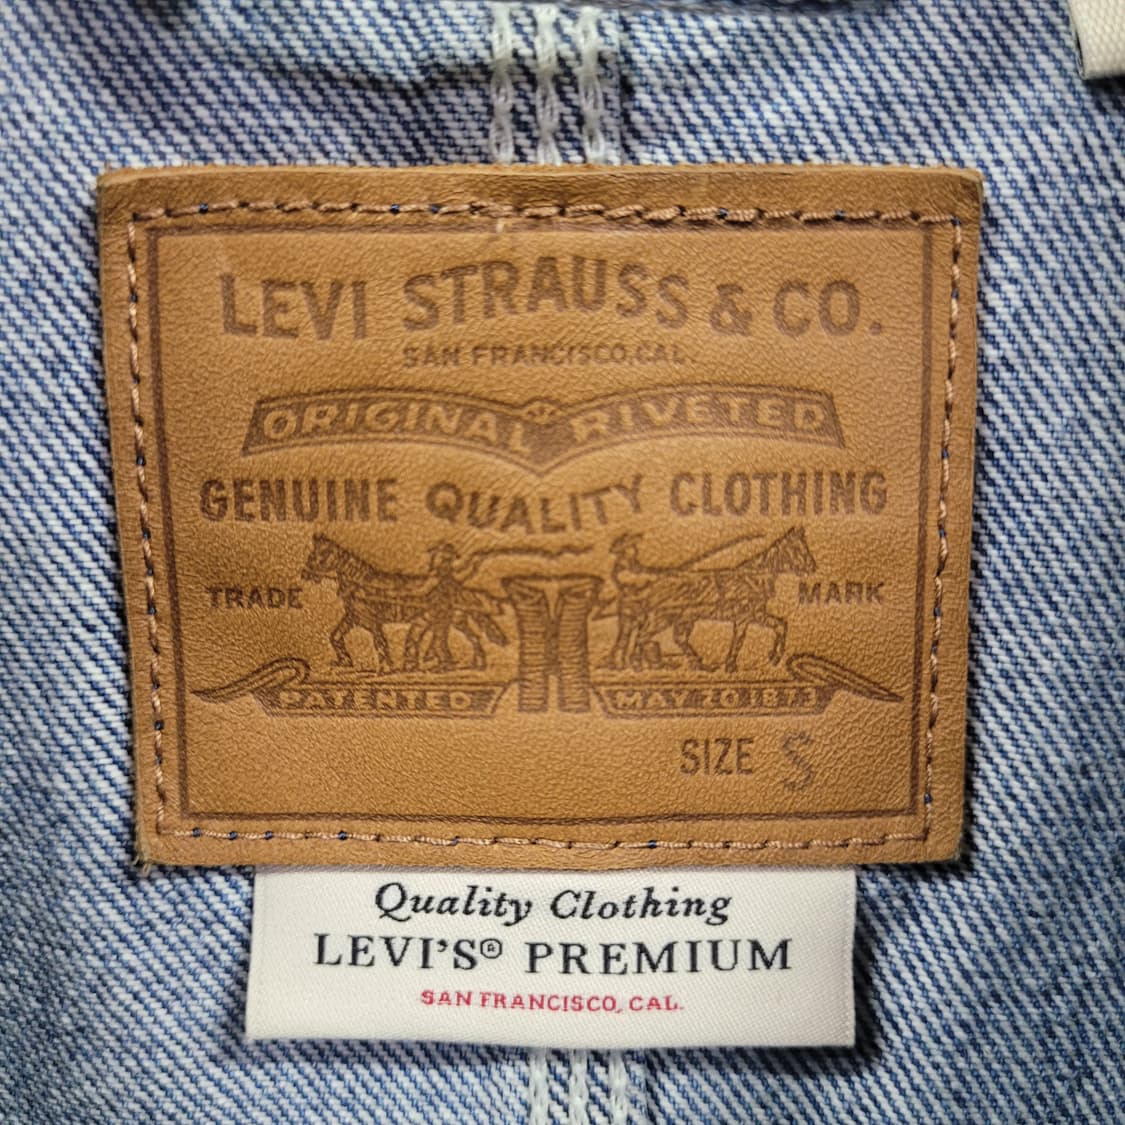 LEVI STRAUSS & CO.
SAN FRANCISCO, CAL.
ORIGINAL RIVETED
GENUINE QUALITY CLOTHING
TRADE MARK
PATENTED MAY 20 1873
SIZE S
Quality Clothing
LEVI'S® PREMIUM
SAN FRANCISCO, CAL.